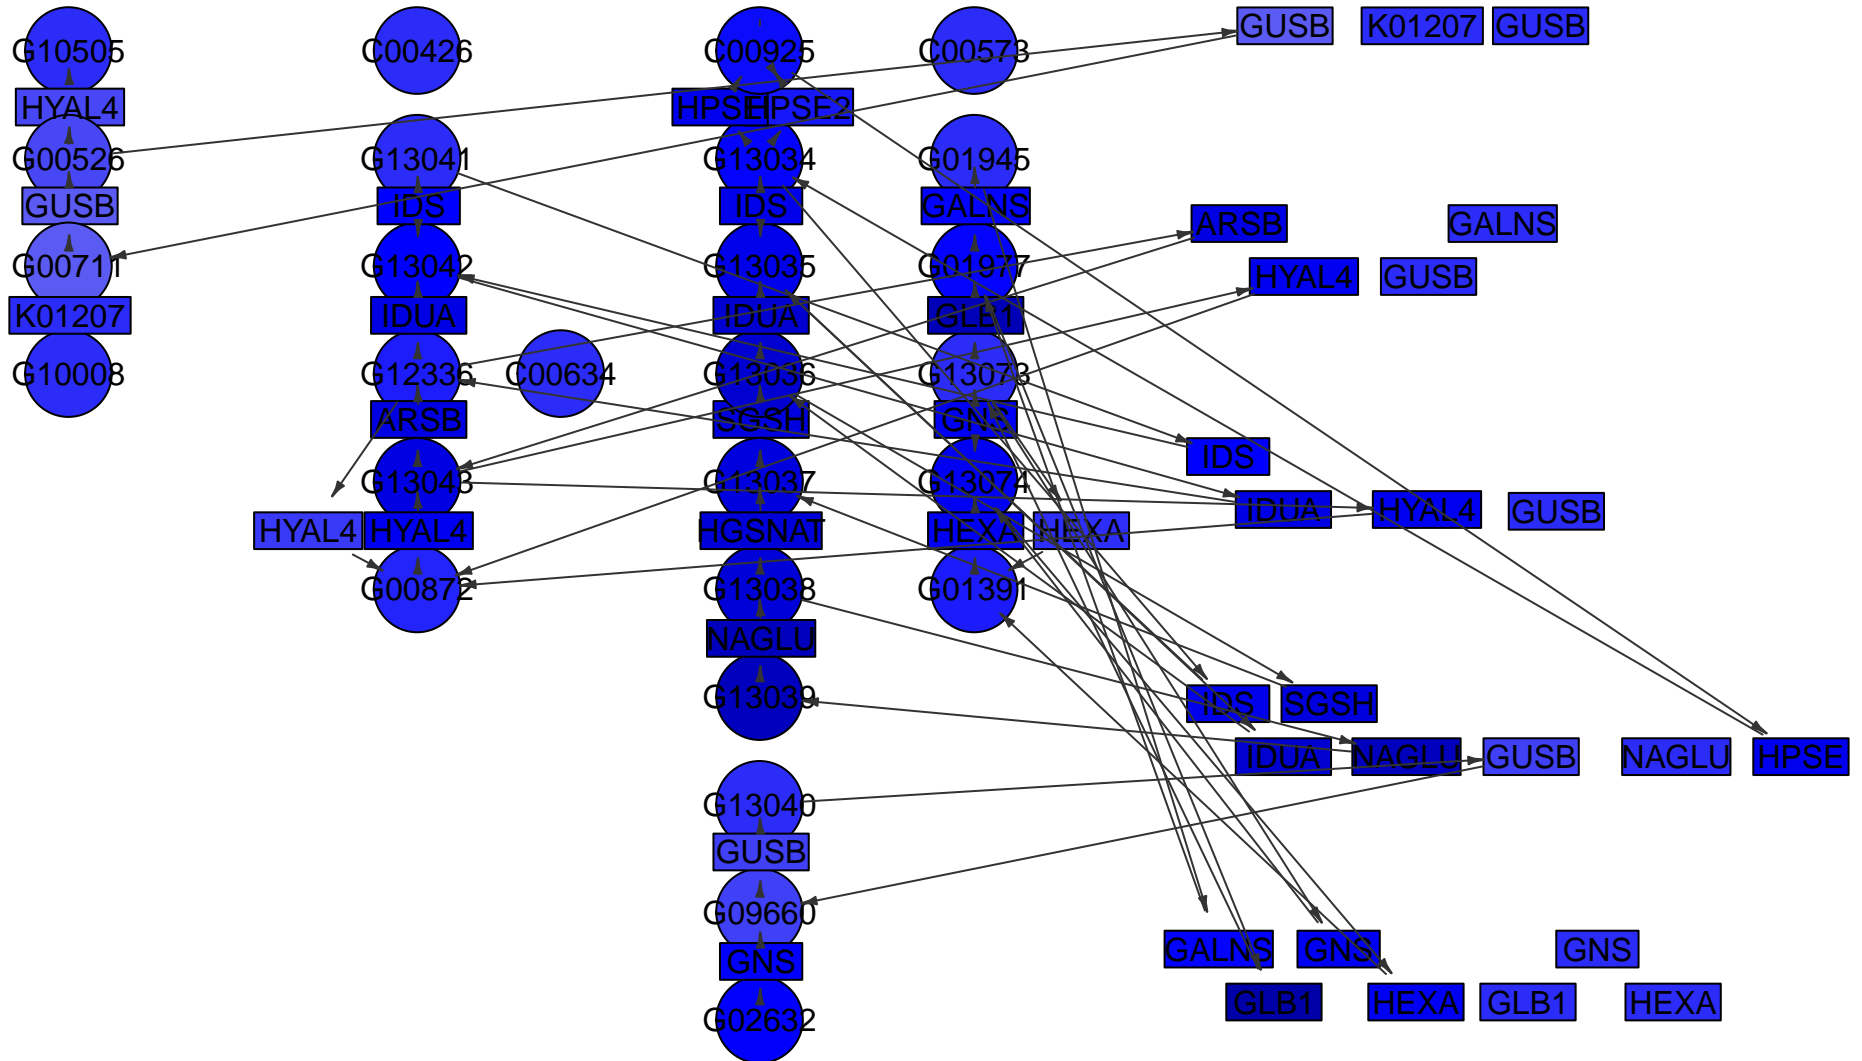 G10505 C00426 C00925 C00573 GUSB K01207 GUSB
HYAL4 HPSE HPSE2
G00526 G13041 G13034 G01945
GUSB IDS IDS GALNS ARSB GALNS
G00711 G13042 G13035 G01977 HYAL4 GUSB
K01207 IDUA IDUA GLB1
G10008 G12336 C00634 G13036 G13073
ARSB SGSH GNS
IDS
G13043 G13037 G13074
IDUA HYAL4 GUSB
HYAL4 HYAL4 HGSNAT HEXA HEXA
G00872 G13038 G01391
NAGLU
G13039 IDS SGSH
IDUA NAGLU GUSB NAGLU HPSE
G13040
GUSB
G09660
GNS GALNS GNS GNS
G02632 GLB1 HEXA GLB1 HEXA